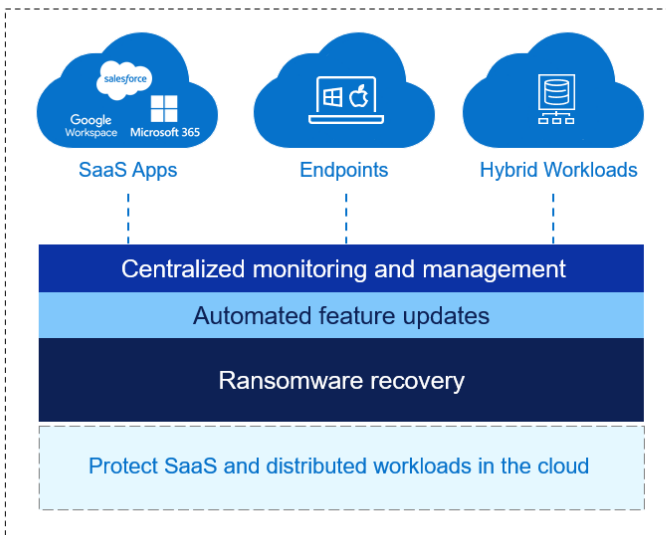 salesforce
Google
Workspace
Microsoft 365
SaaS Apps
Endpoints
Hybrid Workloads
Centralized monitoring and management
Automated feature updates
Ransomware recovery
Protect SaaS and distributed workloads in the cloud